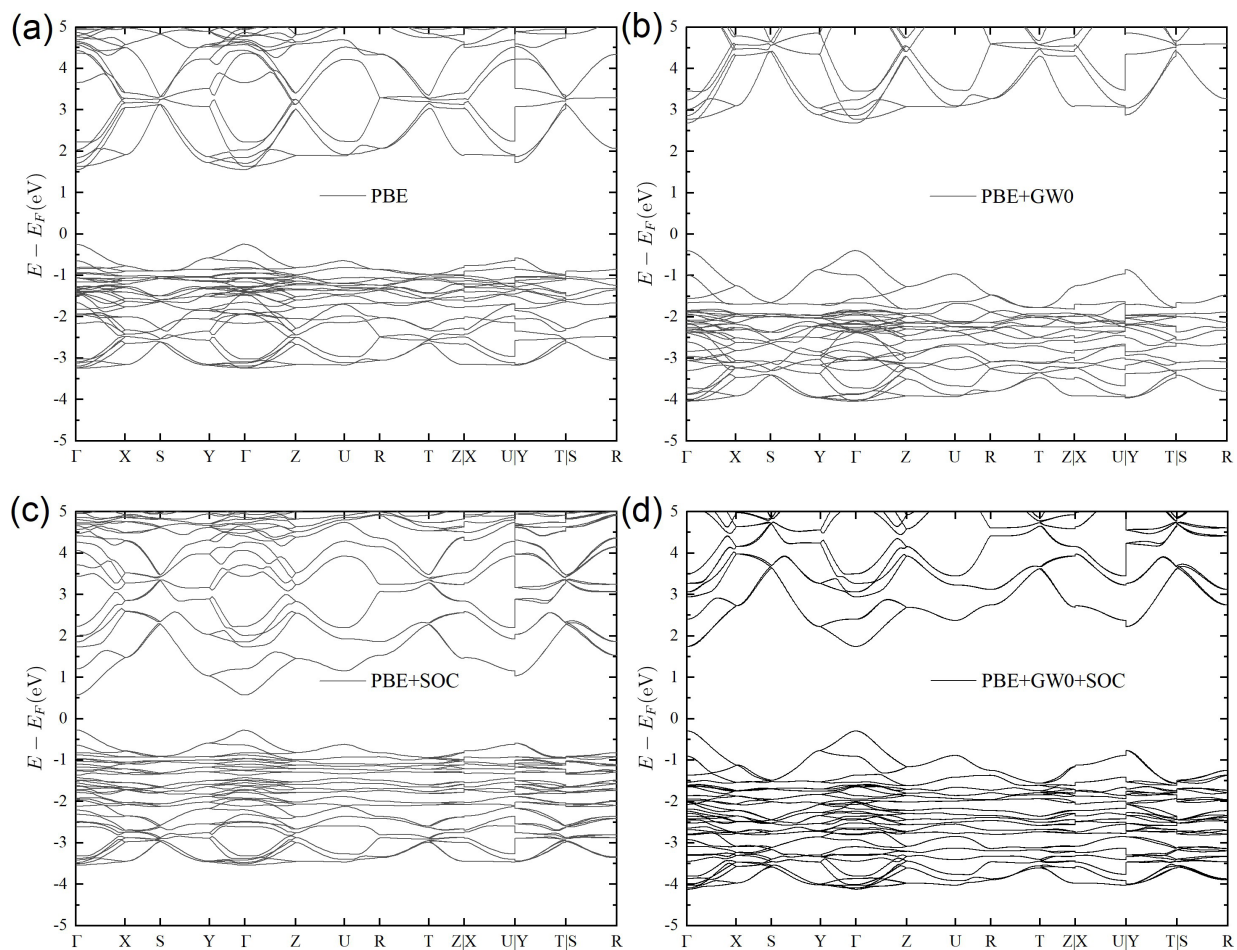 (a)
5
4
3
2
1
0
-1
-2
-3
-4
-5
E − E_F(eV)
PBE
Γ X S Y Γ Z U R T Z|X U|Y T|S R
(b)
5
4
3
2
1
0
-1
-2
-3
-4
-5
E − E_F(eV)
PBE+GW0
Γ X S Y Γ Z U R T Z|X U|Y T|S R
(c)
5
4
3
2
1
0
-1
-2
-3
-4
-5
E − E_F(eV)
PBE+SOC
Γ X S Y Γ Z U R T Z|X U|Y T|S R
(d)
5
4
3
2
1
0
-1
-2
-3
-4
-5
E − E_F(eV)
PBE+GW0+SOC
Γ X S Y Γ Z U R T Z|X U|Y T|S R